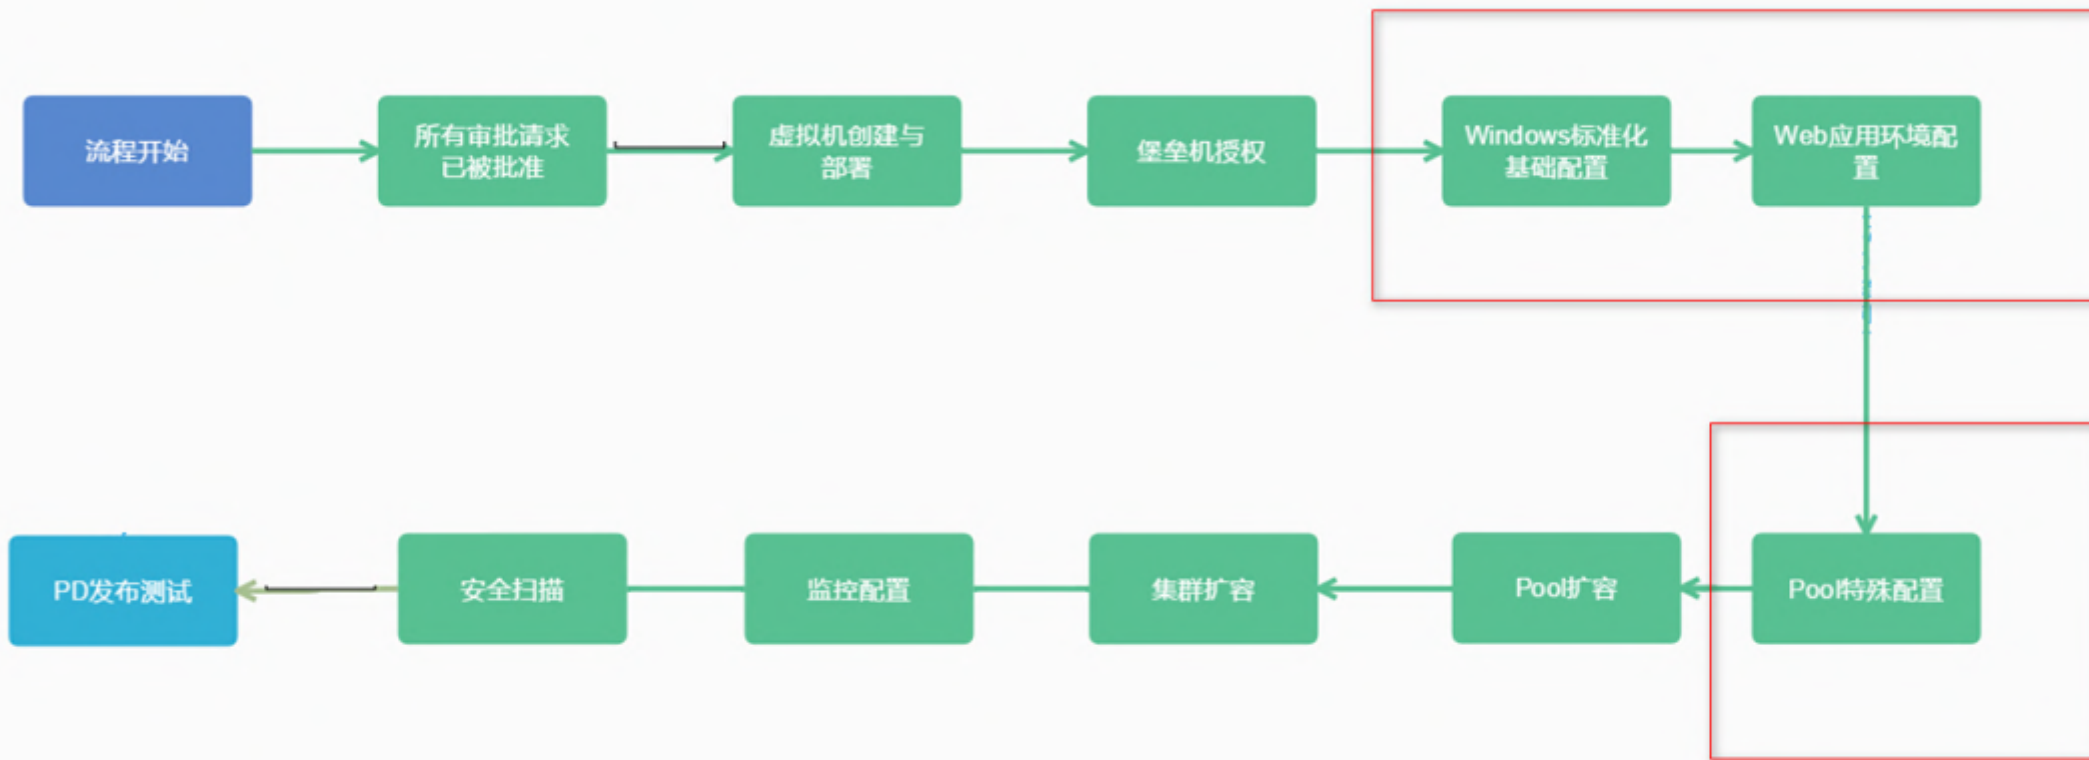 流程开始
所有审批请求
已被批准
虚拟机创建与
部署
堡垒机授权
Windows标准化
基础配置
Web应用环境配
置
PD发布测试
安全扫描
监控配置
集群扩容
Pool扩容
Pool特殊配置